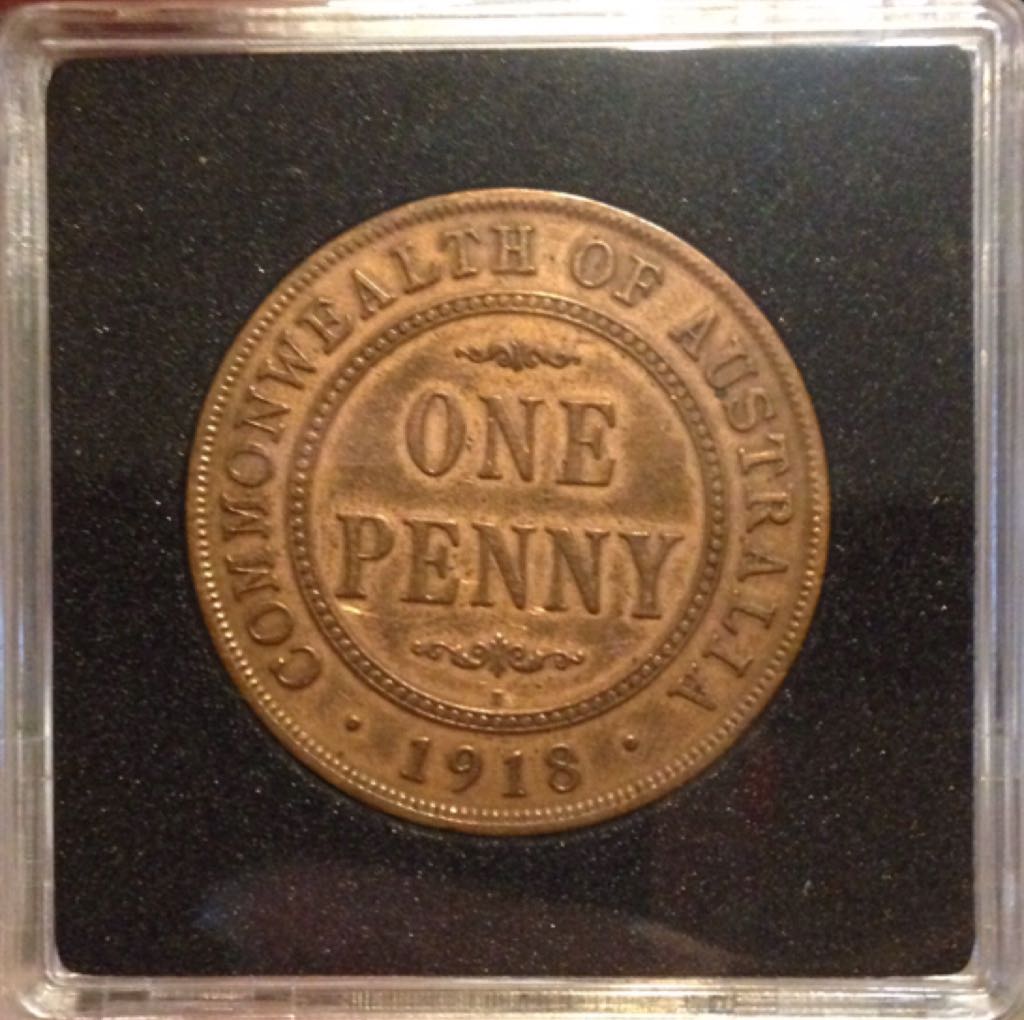 COMMONWEALTH OF AUSTRALIA
ONE
PENNY
I
· 1918 ·